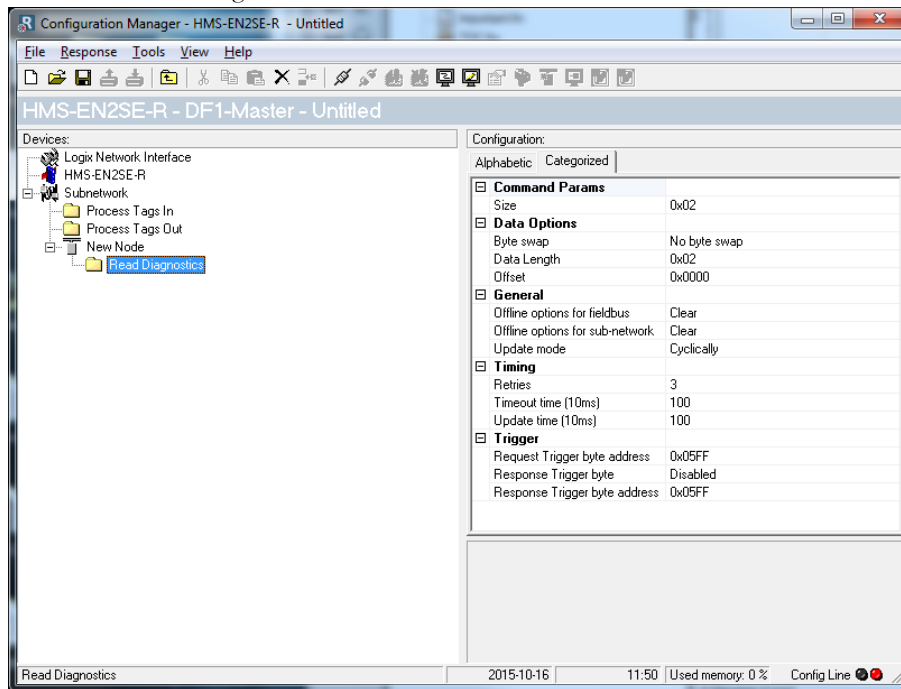 Configuration Manager - HMS-EN2SE-R - Untitled
File Response Tools View Help
HMS-EN2SE-R - DF1-Master - Untitled
Devices:
Logix Network Interface
HMS-EN2SE-R
Subnetwork
Process Tags In
Process Tags Out
New Node
Read Diagnostics
Configuration:
Alphabetic Categorized
Command Params
Size 0x02
Data Options
Byte swap No byte swap
Data Length 0x02
Offset 0x0000
General
Offline options for fieldbus Clear
Offline options for sub-network Clear
Update mode Cyclically
Timing
Retries 3
Timeout time (10ms) 100
Update time (10ms) 100
Trigger
Request Trigger byte address 0x05FF
Response Trigger byte Disabled
Response Trigger byte address 0x05FF
Read Diagnostics 2015-10-16 11:50 Used memory: 0 % Config Line